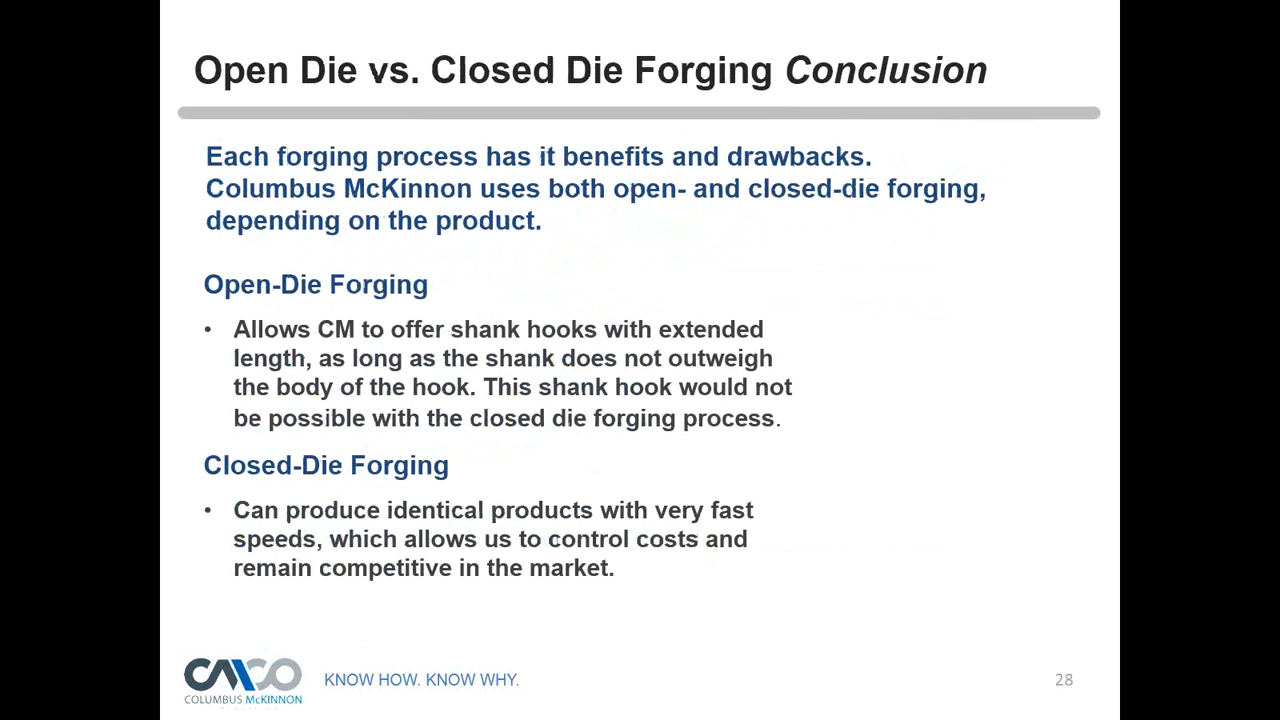 Open Die vs. Closed Die Forging Conclusion
Each forging process has it benefits and drawbacks.
Columbus McKinnon uses both open- and closed-die forging,
depending on the product.
Open-Die Forging
• Allows CM to offer shank hooks with extended
length, as long as the shank does not outweigh
the body of the hook. This shank hook would not
be possible with the closed die forging process.
Closed-Die Forging
• Can produce identical products with very fast
speeds, which allows us to control costs and
remain competitive in the market.
CMCO
COLUMBUS McKINNON
KNOW HOW. KNOW WHY.
28